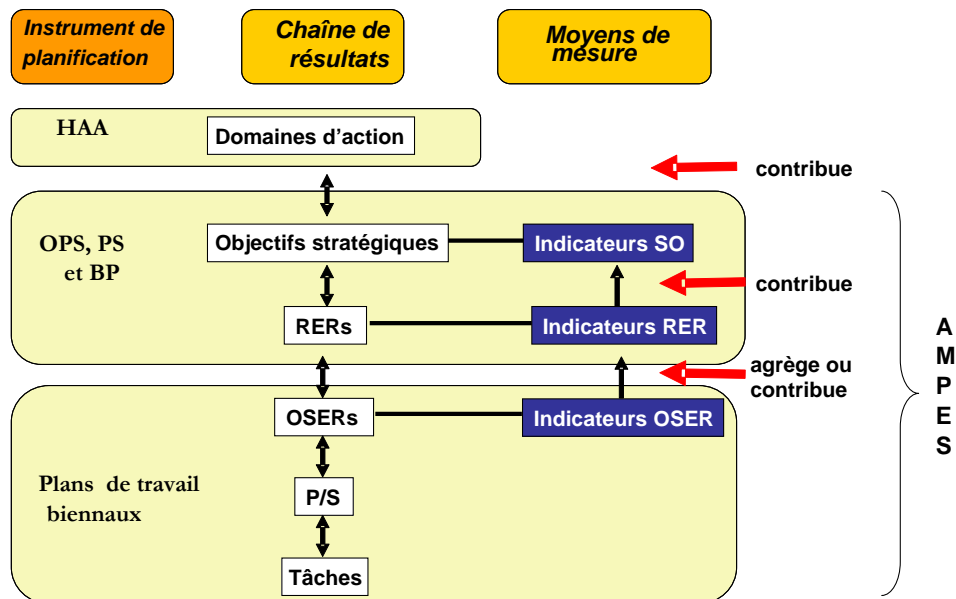 Instrument de
planification
Chaîne de
résultats
Moyens de
mesure
HAA
Domaines d'action
contribue
OPS, PS
et BP
Objectifs stratégiques
Indicateurs SO
contribue
RERs
Indicateurs RER
agrège ou
contribue
OSERs
Indicateurs OSER
Plans de travail
biennaux
P/S
Tâches
A
M
P
E
S